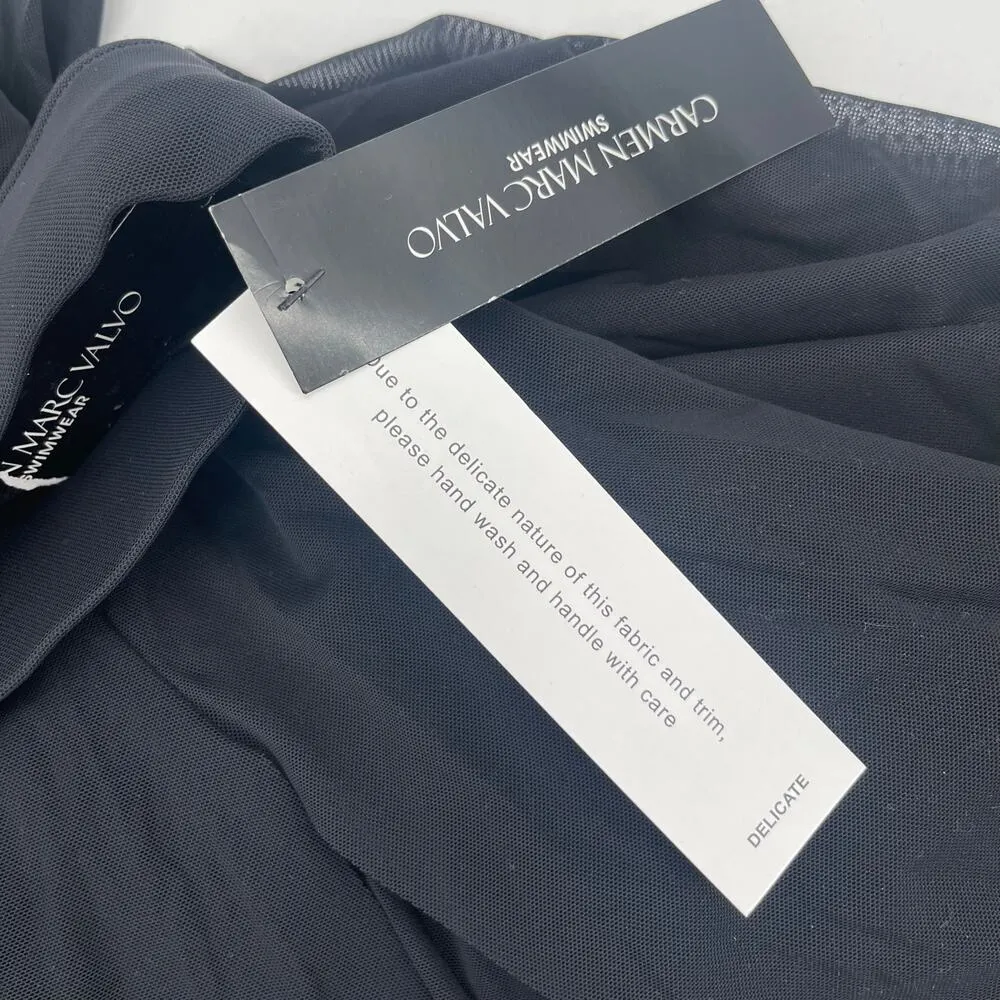 CARMEN MARC VALVO
SWIMWEAR
N MARC VALVO
SWIMWEAR
Due to the delicate nature of this fabric and trim,
please hand wash and handle with care
DELICATE